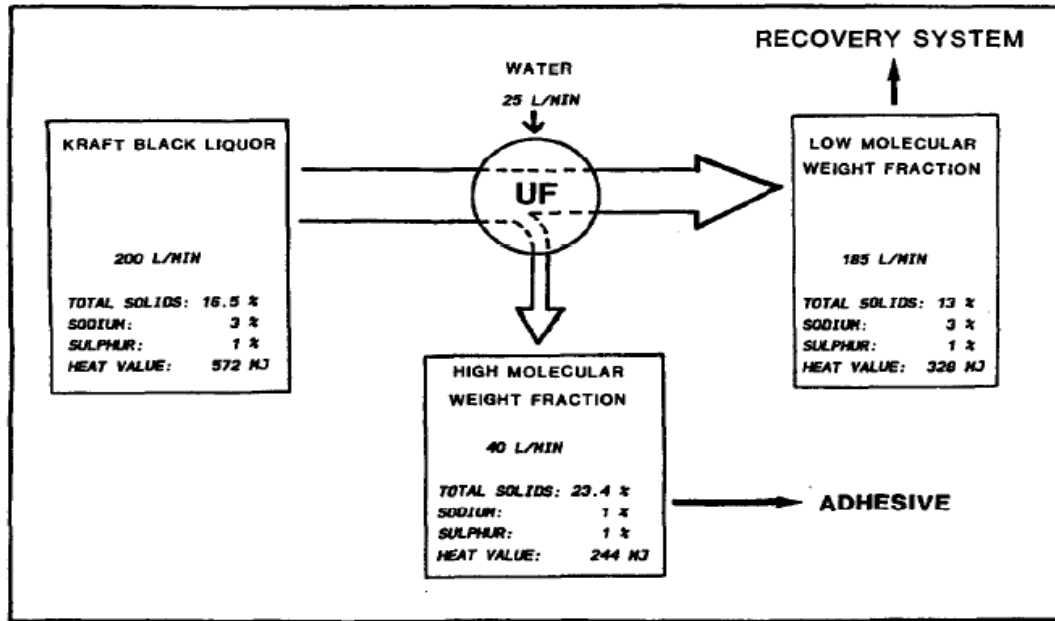 RECOVERY SYSTEM
WATER
25 L/MIN
KRAFT BLACK LIQUOR
200 L/MIN
TOTAL SOLIDS: 16.5 %
SODIUM: 3 %
SULPHUR: 1 %
HEAT VALUE: 572 MJ
UF
LOW MOLECULAR
WEIGHT FRACTION
185 L/MIN
TOTAL SOLIDS: 13 %
SODIUM: 3 %
SULPHUR: 1 %
HEAT VALUE: 328 MJ
HIGH MOLECULAR
WEIGHT FRACTION
40 L/MIN
TOTAL SOLIDS: 23.4 %
SODIUM: 1 %
SULPHUR: 1 %
HEAT VALUE: 244 MJ
ADHESIVE